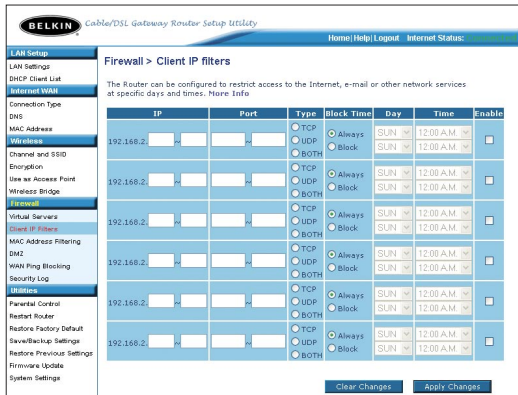 BELKIN
Cable/DSL Gateway Router Setup Utility
Home|Help|Logout Internet Status:
LAN Setup
LAN Settings
DHCP Client List
Internet WAN
Connection Type
DNS
MAC Address
Wireless
Channel and SSID
Encryption
Use as Access Point
Wireless Bridge
Firewall
Virtual Servers
Client IP Filters
MAC Address Filtering
DMZ
WAN Ping Blocking
Security Log
Utilities
Parental Control
Restart Router
Restore Factory Default
Save/Backup Settings
Restore Previous Settings
Firmware Update
System Settings
Firewall > Client IP filters
The Router can be configured to restrict access to the Internet, e-mail or other network services
at specific days and times. More Info
IP Port Type Block Time Day Time Enable
192.168.2. ~ ~ TCP UDP BOTH Always Block SUN 12:00 A.M. SUN 12:00 A.M.
192.168.2. ~ ~ TCP UDP BOTH Always Block SUN 12:00 A.M. SUN 12:00 A.M.
192.168.2. ~ ~ TCP UDP BOTH Always Block SUN 12:00 A.M. SUN 12:00 A.M.
192.168.2. ~ ~ TCP UDP BOTH Always Block SUN 12:00 A.M. SUN 12:00 A.M.
192.168.2. ~ ~ TCP UDP BOTH Always Block SUN 12:00 A.M. SUN 12:00 A.M.
192.168.2. ~ ~ TCP UDP BOTH Always Block SUN 12:00 A.M. SUN 12:00 A.M.
Clear Changes Apply Changes